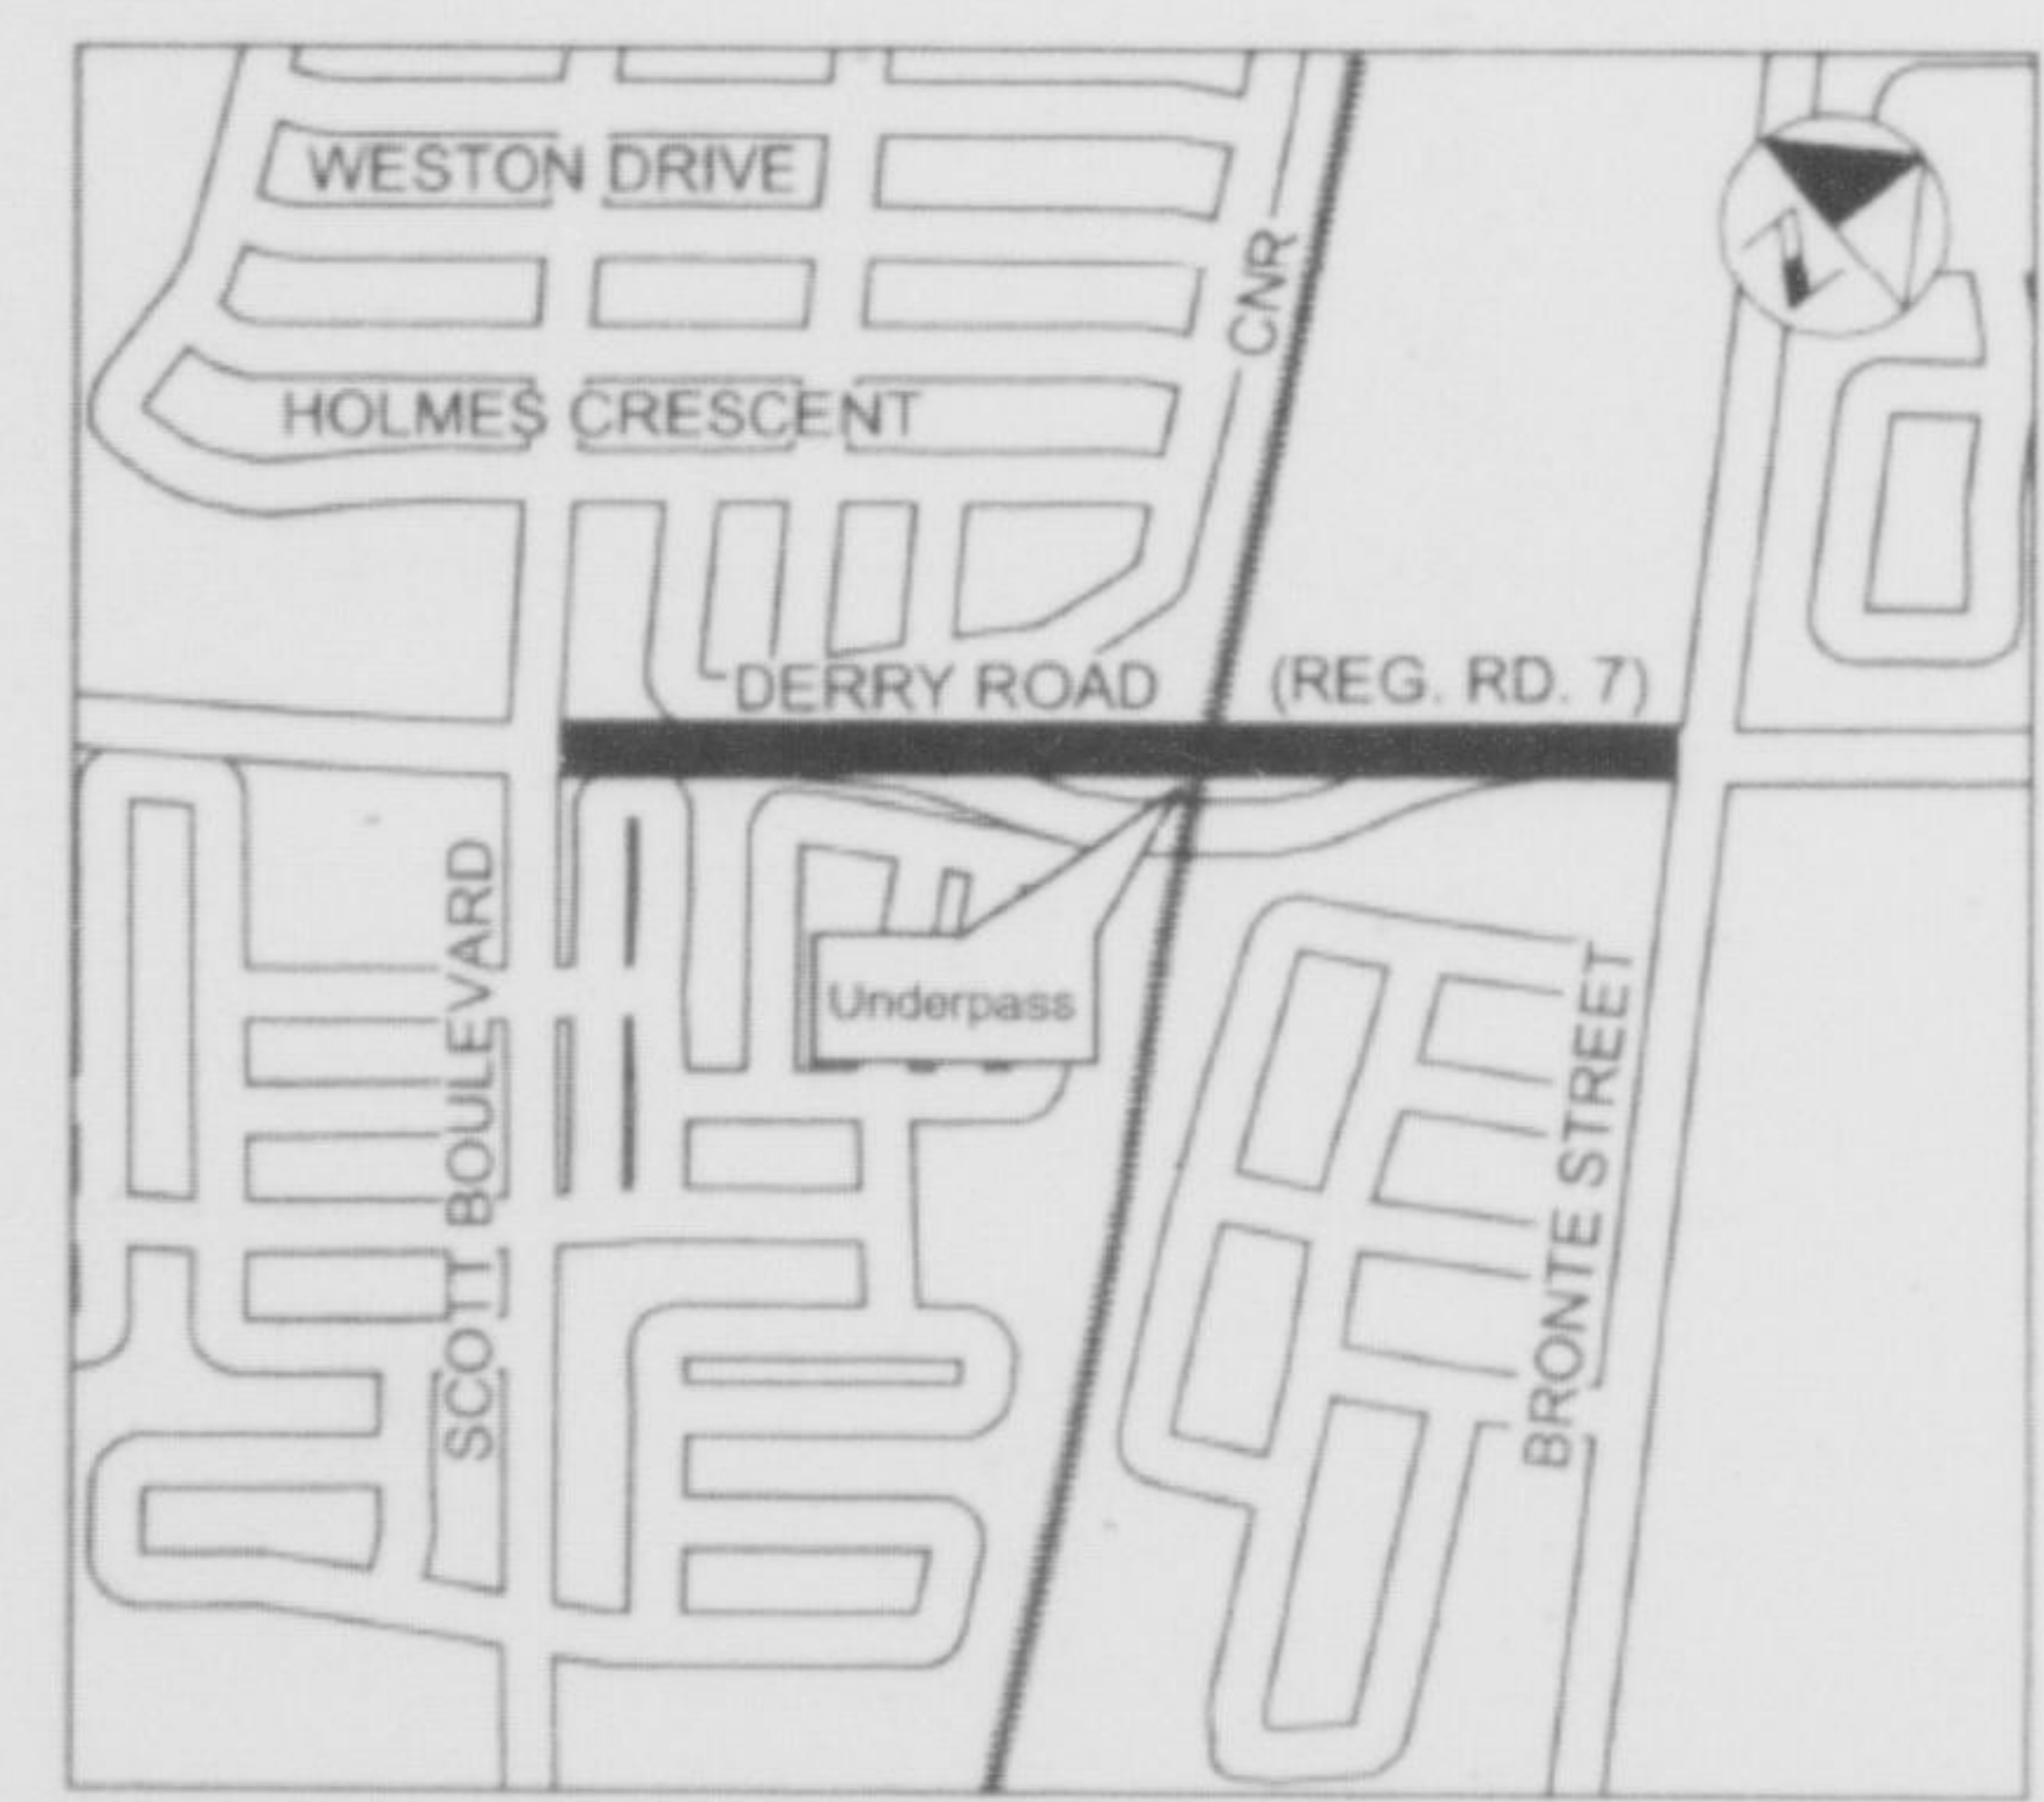 WESTON DRIVE
CNR
HOLMES CRESCENT
DERRY ROAD (REG. RD. 7)
SCOTT BOULEVARD
Underpass
BRONTE STREET